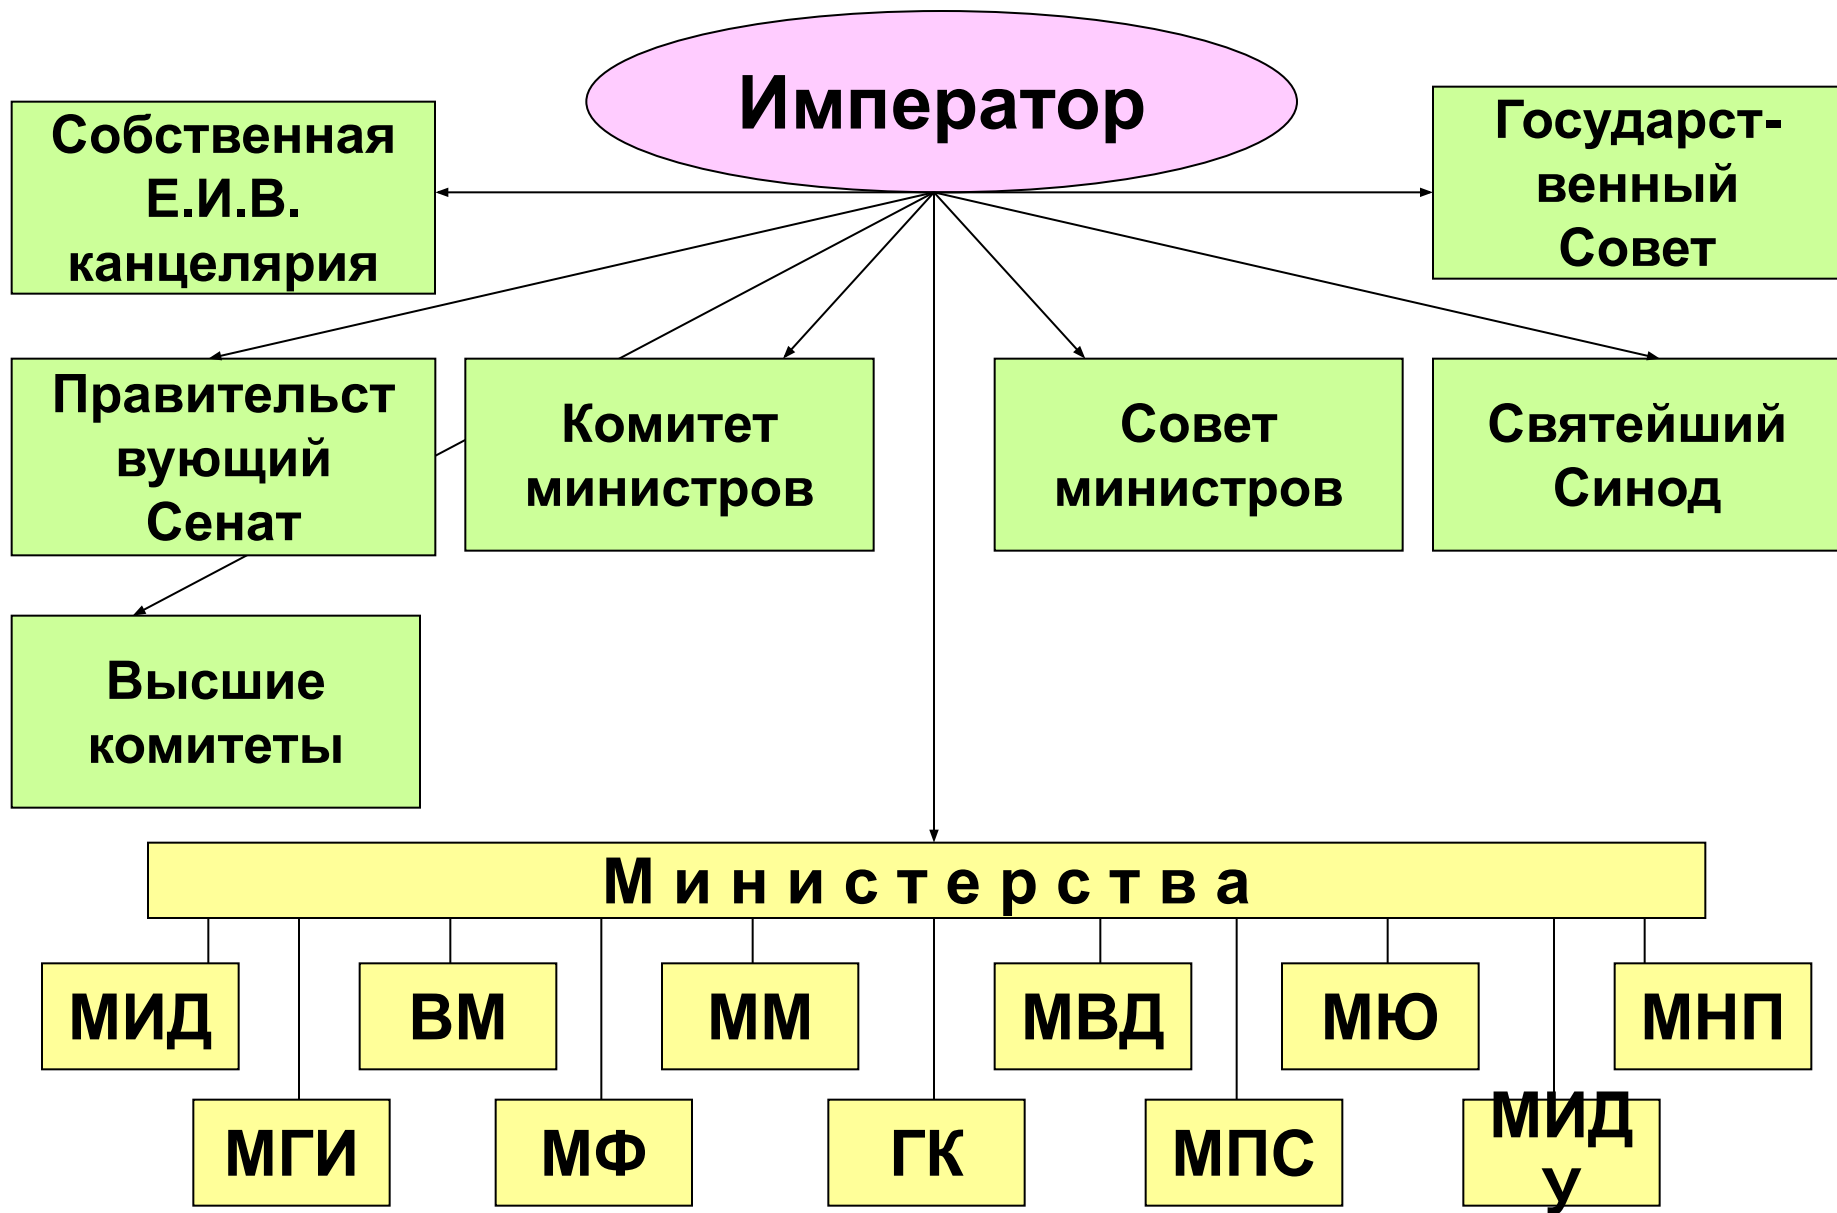 Император
Собственная
Е.И.В.
канцелярия
Государст-
венный
Совет
Правительст
вующий
Сенат
Комитет
министров
Совет
министров
Святейший
Синод
Высшие
комитеты
М и н и с т е р с т в а
МИД
ВМ
ММ
МВД
МЮ
МНП
МГИ
МФ
ГК
МПС
МИД
У